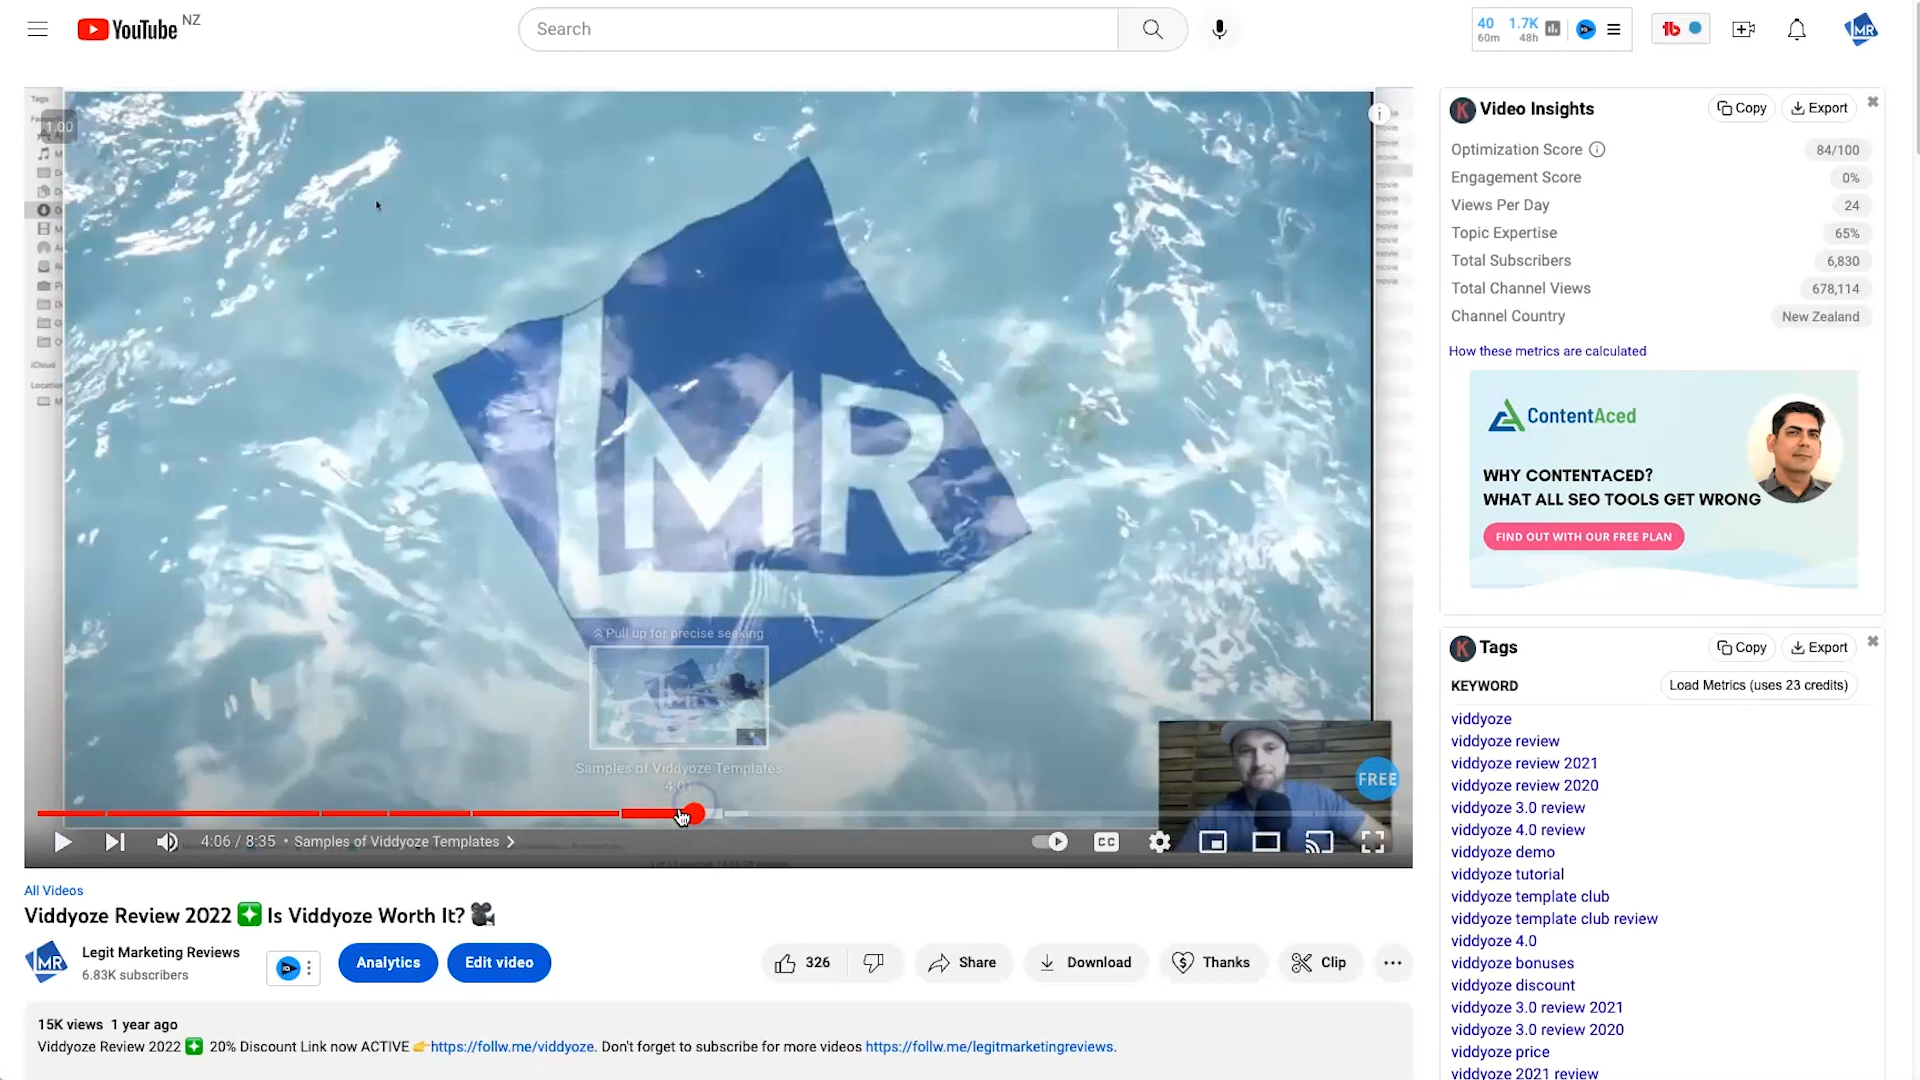 YouTube NZ
Search
40 1.7K
60m 48h
Tags
1.00
iCloud
MR
Pull up for precise seeking
Samples of Viddyoze Templates
FREE
4:06 / 8:35 • Samples of Viddyoze Templates
CC
All Videos
Viddyoze Review 2022 Is Viddyoze Worth It?
MR
Legit Marketing Reviews
6.83K subscribers
Analytics
Edit video
326
Share
Download
Thanks
Clip
15K views 1 year ago
Viddyoze Review 2022 20% Discount Link now ACTIVE https://follw.me/viddyoze. Don't forget to subscribe for more videos https://follw.me/legitmarketingreviews.
K Video Insights
Copy
Export
Optimization Score 84/100
Engagement Score 0%
Views Per Day 24
Topic Expertise 65%
Total Subscribers 6,830
Total Channel Views 678,114
Channel Country New Zealand
How these metrics are calculated
ContentAced
WHY CONTENTACED?
WHAT ALL SEO TOOLS GET WRONG
FIND OUT WITH OUR FREE PLAN
K Tags
Copy
Export
KEYWORD
Load Metrics (uses 23 credits)
viddyoze
viddyoze review
viddyoze review 2021
viddyoze review 2020
viddyoze 3.0 review
viddyoze 4.0 review
viddyoze demo
viddyoze tutorial
viddyoze template club
viddyoze template club review
viddyoze 4.0
viddyoze bonuses
viddyoze discount
viddyoze 3.0 review 2021
viddyoze 3.0 review 2020
viddyoze price
viddyoze 2021 review